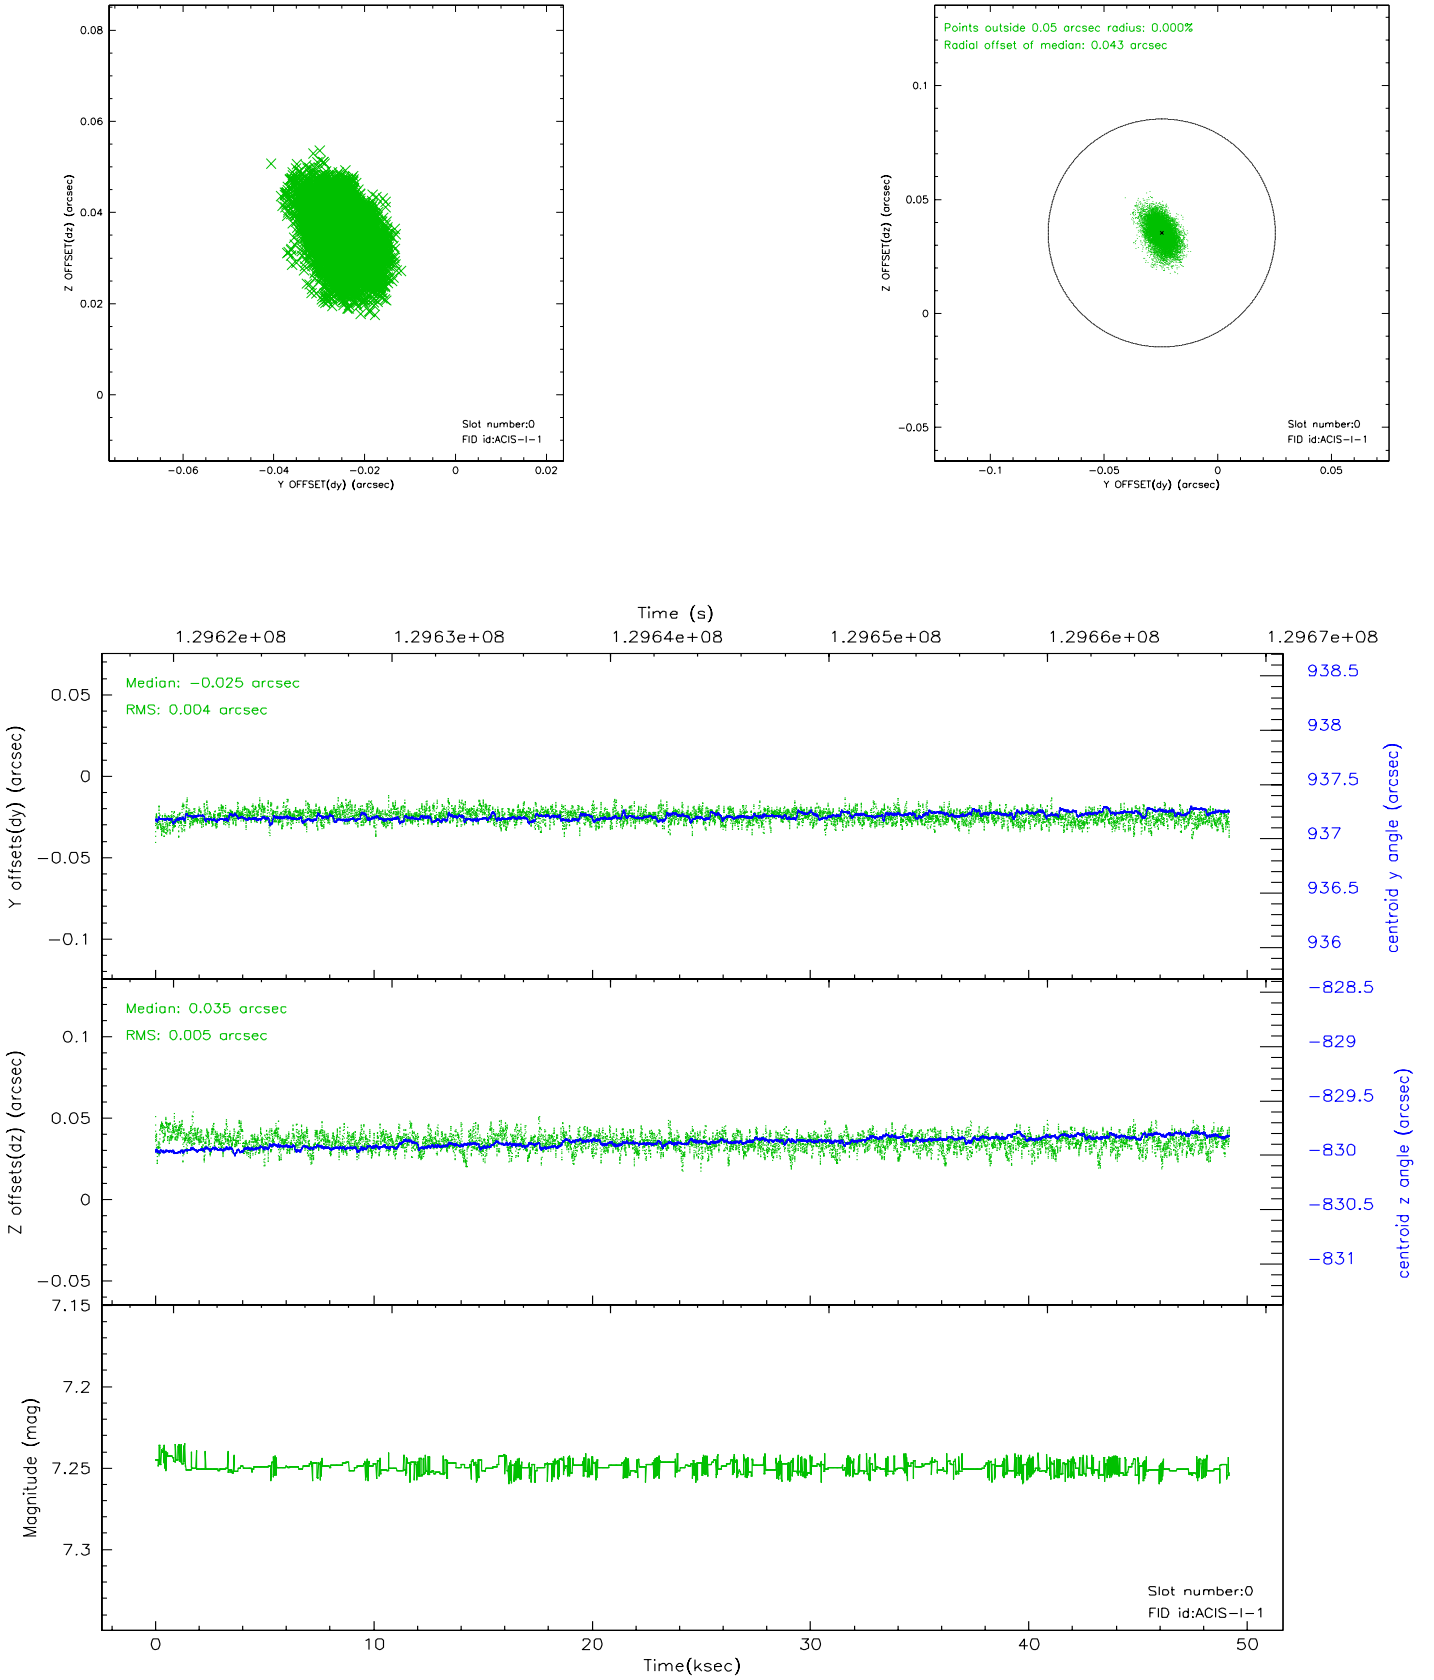 0.08
0.06
0.04
0.02
0
Z OFFSET(dz) (arcsec)
Slot number:0
FID id:ACIS-I-1
-0.06 -0.04 -0.02 0 0.02
Y OFFSET(dy) (arcsec)
Points outside 0.05 arcsec radius: 0.000%
Radial offset of median: 0.043 arcsec
0.1
0.05
0
-0.05
Z OFFSET(dz) (arcsec)
Slot number:0
FID id:ACIS-I-1
-0.1 -0.05 0 0.05
Y OFFSET(dy) (arcsec)
Time (s)
1.2962e+08 1.2963e+08 1.2964e+08 1.2965e+08 1.2966e+08 1.2967e+08
Median: -0.025 arcsec
RMS: 0.004 arcsec
0.05
0
-0.05
-0.1
Y offsets(dy) (arcsec)
938.5
938
937.5
937
936.5
936
centroid y angle (arcsec)
Median: 0.035 arcsec
RMS: 0.005 arcsec
0.1
0.05
0
-0.05
Z offsets(dz) (arcsec)
-828.5
-829
-829.5
-830
-830.5
-831
centroid z angle (arcsec)
7.15
7.2
7.25
7.3
Magnitude (mag)
Slot number:0
FID id:ACIS-I-1
0 10 20 30 40 50
Time(ksec)